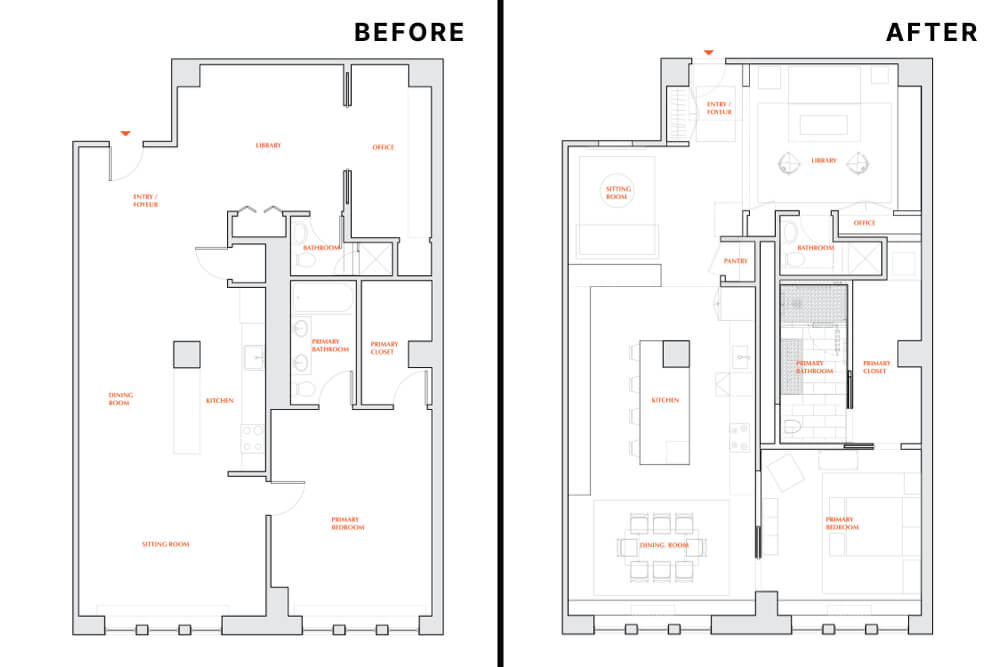 BEFORE
LIBRARY
OFFICE
ENTRY /
FOYEUR
BATHROOM
PRIMARY
BATHROOM
PRIMARY
CLOSET
DINING
ROOM
KITCHEN
PRIMARY
BEDROOM
SITTING ROOM
AFTER
ENTRY /
FOYEUR
LIBRARY
SITTING
ROOM
OFFICE
BATHROOM
PANTRY
PRIMARY
BATHROOM
PRIMARY
CLOSET
KITCHEN
PRIMARY
BEDROOM
DINING ROOM